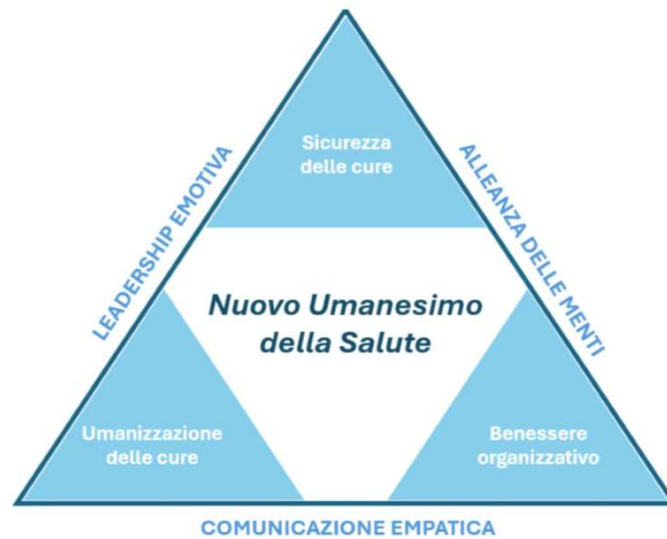 Sicurezza
delle cure
LEADERSHIP EMOTIVA
ALLEANZA DELLE MENTI
Nuovo Umanesimo
della Salute
Umanizzazione
delle cure
Benessere
organizzativo
COMUNICAZIONE EMPATICA